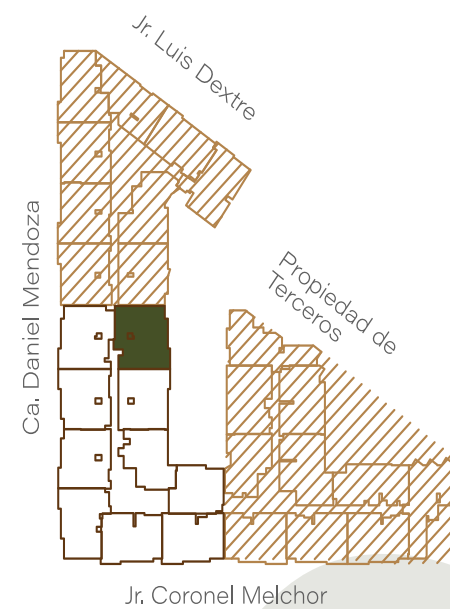 Jr. Luis Dextre
Ca. Daniel Mendoza
Propiedad de
Terceros
Jr. Coronel Melchor